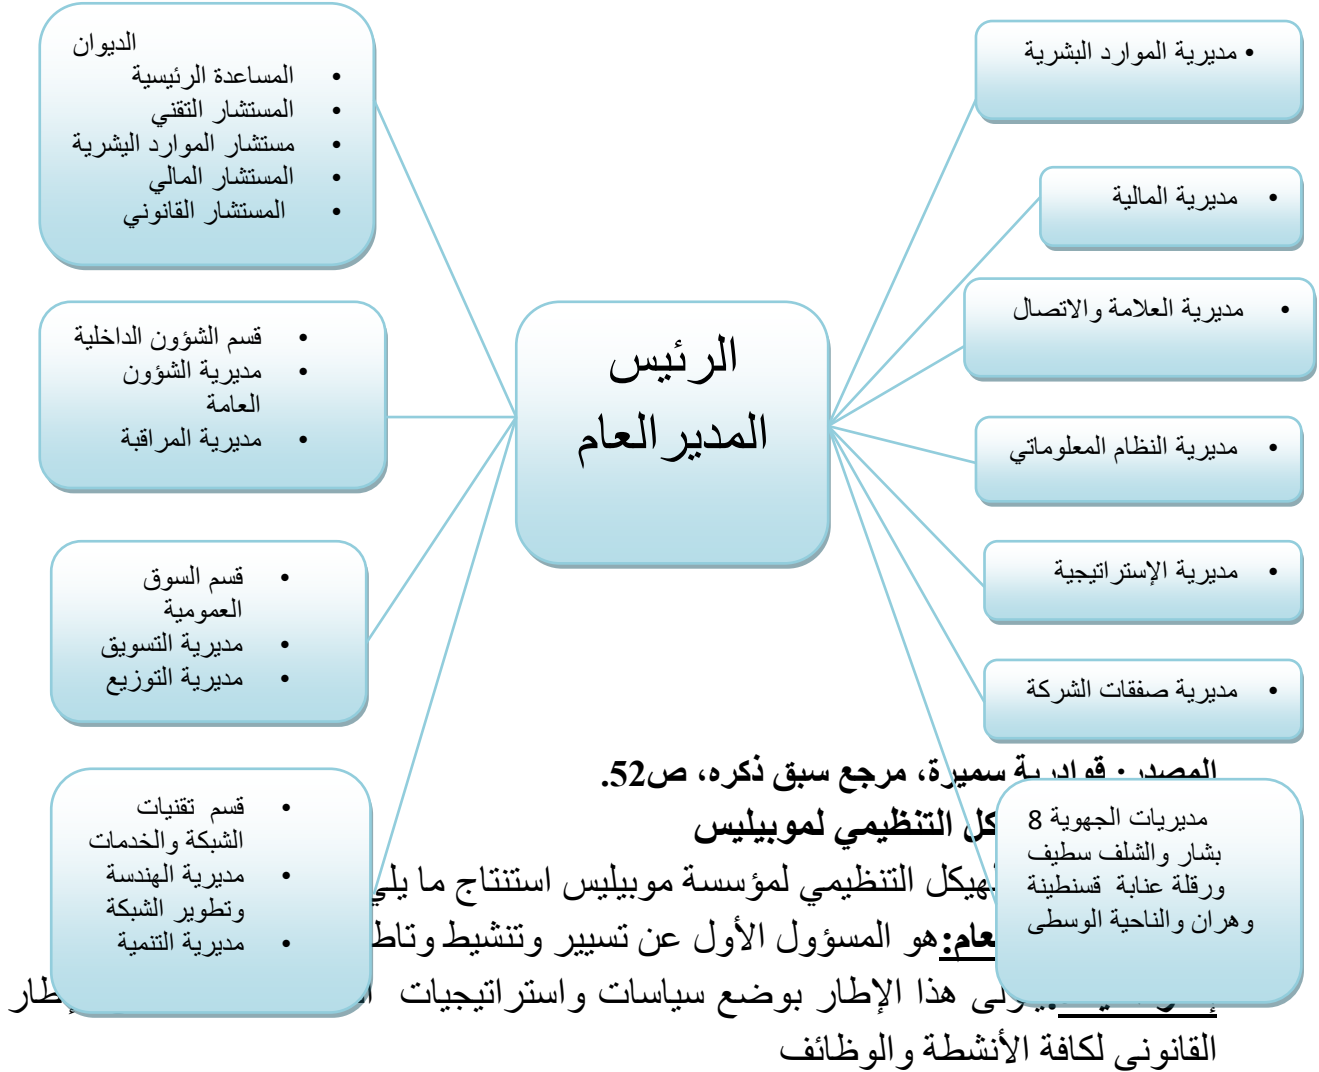 الديوان
• المساعدة الرئيسية
• المستشار التقني
• مستشار الموارد اليشرية
• المستشار المالي
• المستشار القانوني
• قسم الشؤون الداخلية
• مديرية الشؤون
العامة
• مديرية المراقبة
• قسم السوق
العمومية
• مديرية التسويق
• مديرية التوزيع
• قسم تقنيات
الشبكة والخدمات
• مديرية الهندسة
وتطوير الشبكة
• مديرية التنمية
الرئيس
المدير العام
• مديرية الموارد البشرية
• مديرية المالية
• مديرية العلامة والاتصال
• مديرية النظام المعلوماتي
• مديرية الإستراتيجية
• مديرية صفقات الشركة
مديريات الجهوية 8
بشار والشلف سطيف
ورقلة عنابة قسنطينة
وهران والناحية الوسطى
المصدر: قوادرية سميرة، مرجع سبق ذكره، ص52.
التنظيمي لموبيليس
التنظيمي لمؤسسة موبيليس استنتاج ما يلي
هو المسؤول الأول عن تسيير وتنشيط
هذا الإطار بوضع سياسات واستراتيجيات
القانوني لكافة الأنشطة والوظائف